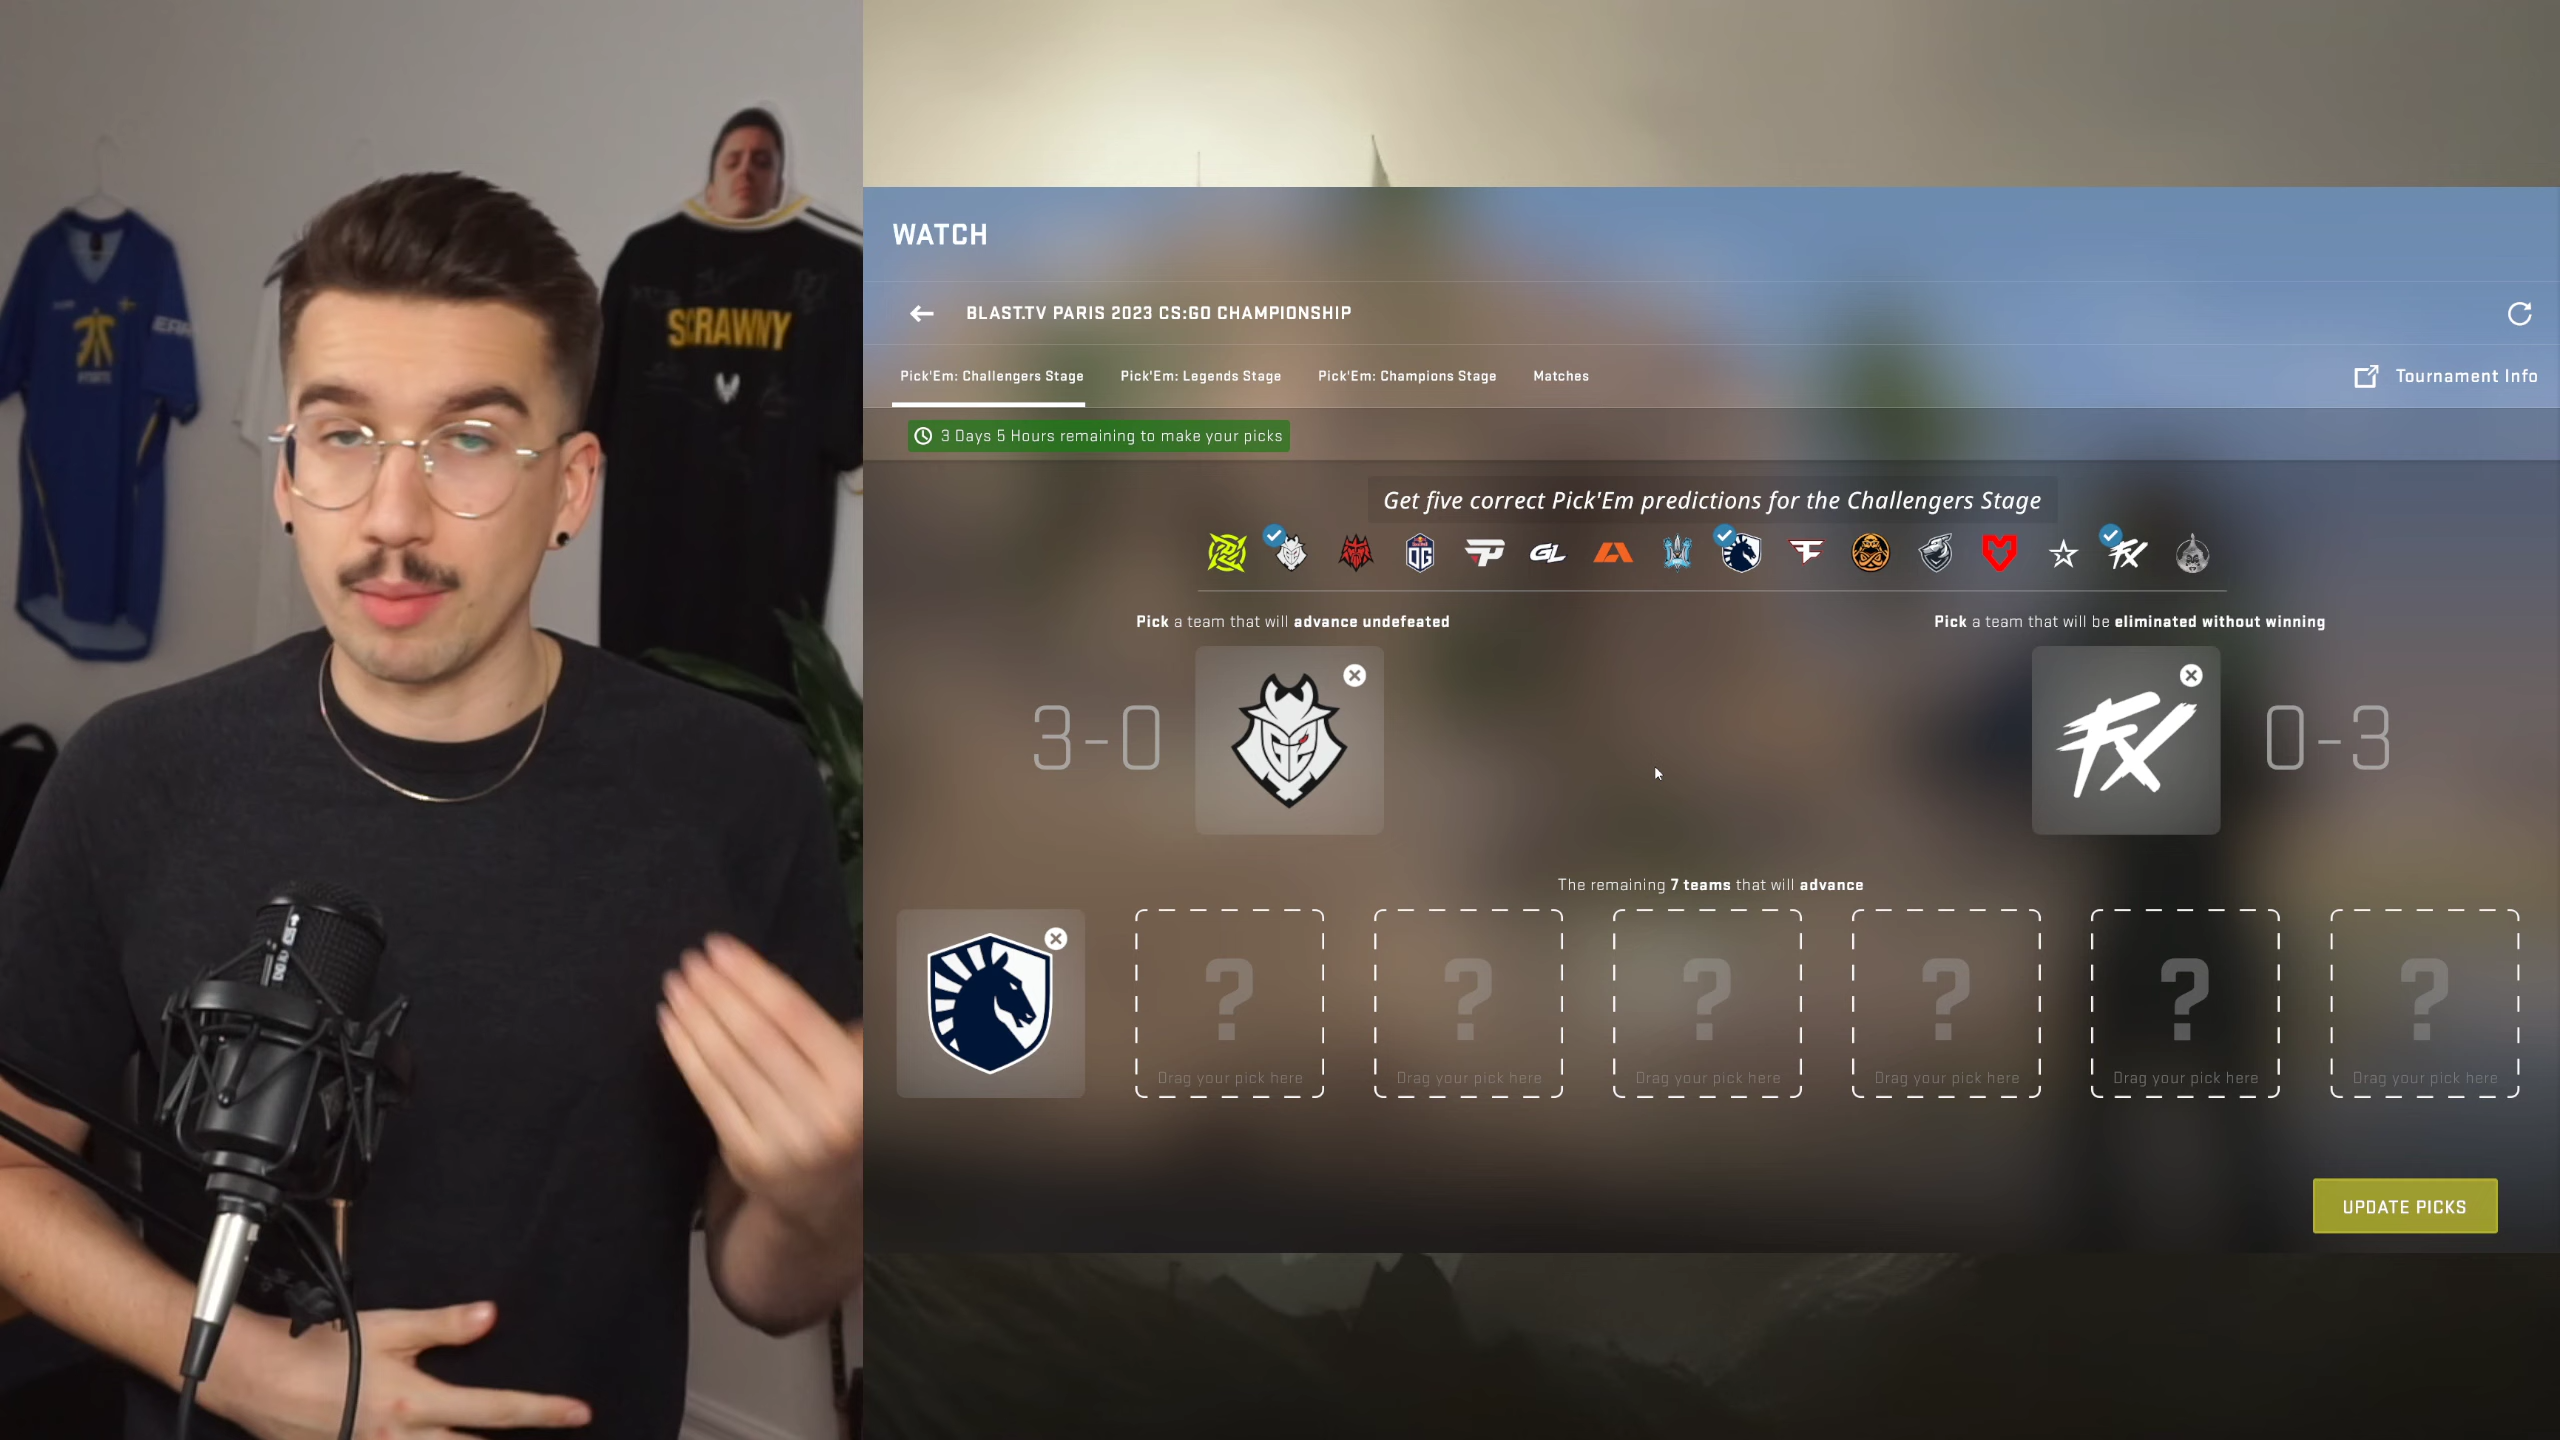 SCRAWNY
WATCH
BLAST.TV PARIS 2023 CS:GO CHAMPIONSHIP
Pick'Em: Challengers Stage
Pick'Em: Legends Stage
Pick'Em: Champions Stage
Matches
Tournament Info
3 Days 5 Hours remaining to make your picks
Get five correct Pick'Em predictions for the Challengers Stage
OG
GL
Pick a team that will advance undefeated
Pick a team that will be eliminated without winning
3-0
G2
FX
0-3
The remaining 7 teams that will advance
? ? ? ? ? ?
Drag your pick here
Drag your pick here
Drag your pick here
Drag your pick here
Drag your pick here
Drag your pick here
UPDATE PICKS